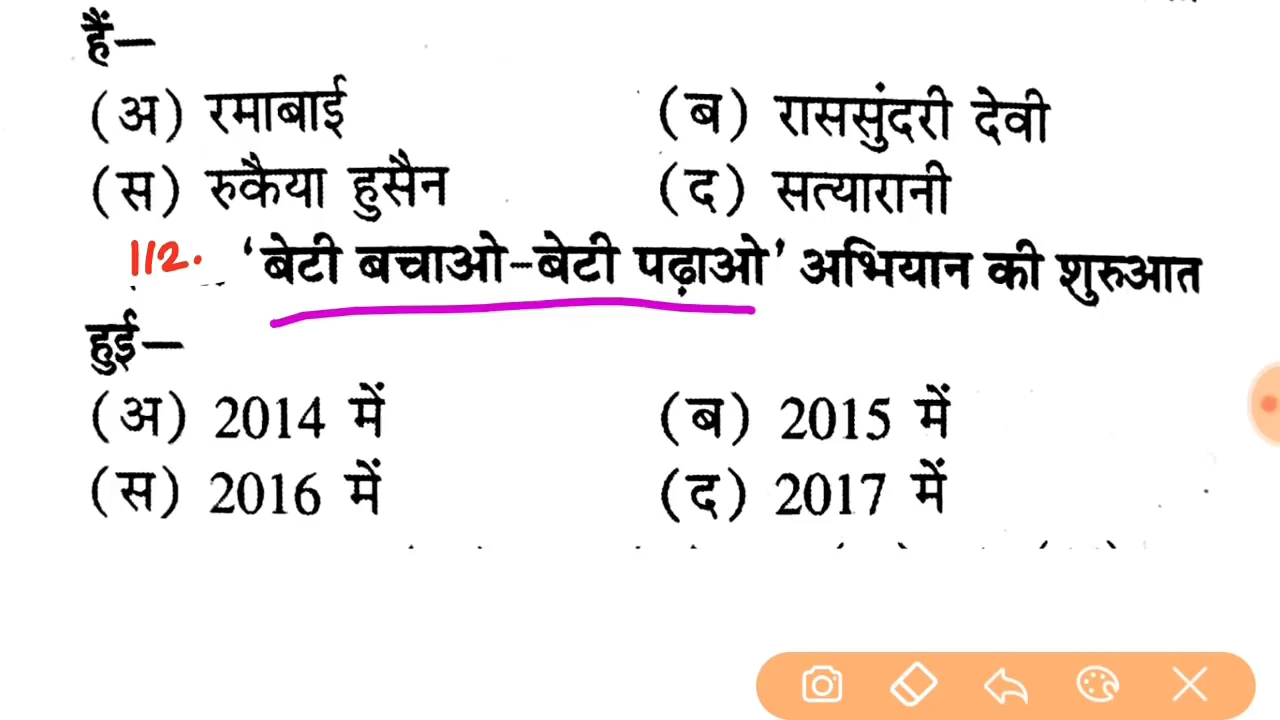 हैं—
(अ) रमाबाई (ब) राससुंदरी देवी
(स) रुकैया हुसैन (द) सत्यारानी
112. 'बेटी बचाओ-बेटी पढ़ाओ' अभियान की शुरुआत
हुई—
(अ) 2014 में (ब) 2015 में
(स) 2016 में (द) 2017 में